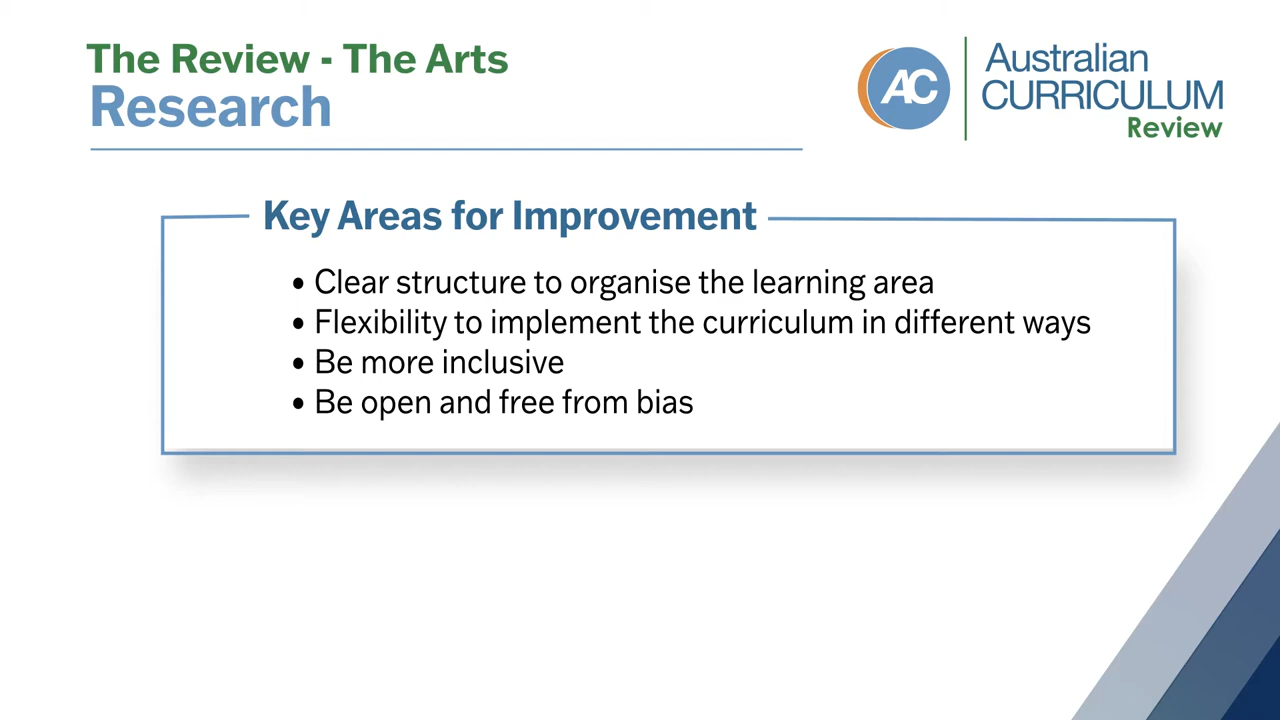 The Review - The Arts
Research
AC
Australian
CURRICULUM
Review
Key Areas for Improvement
• Clear structure to organise the learning area
• Flexibility to implement the curriculum in different ways
• Be more inclusive
• Be open and free from bias